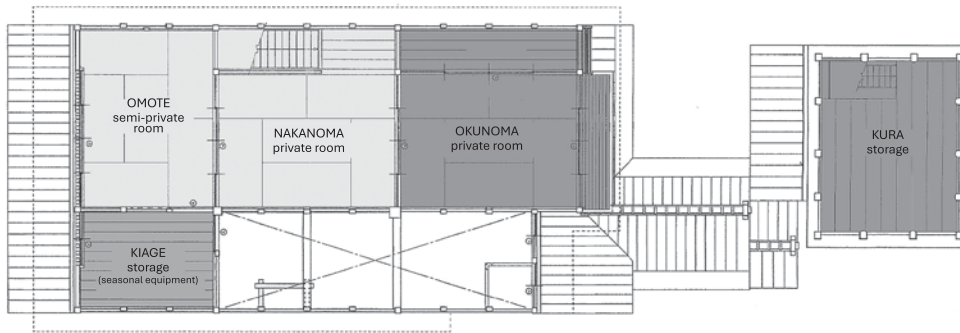 OMOTE
semi-private
room
NAKANOMA
private room
OKUNOMA
private room
KURA
storage
KIAGE
storage
(seasonal equipment)